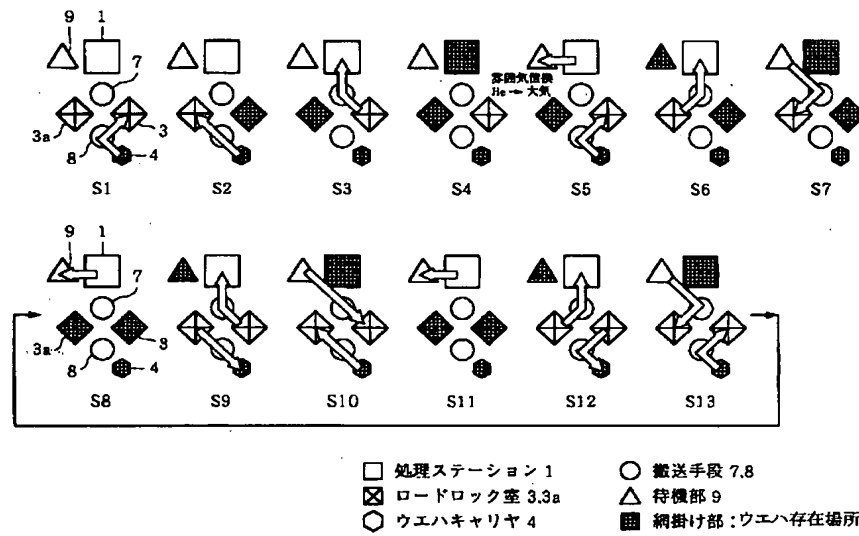 9 1
7
3a 3
8 4
S1 S2 S3 S4 S5 S6 S7
雰囲気置換
He→大気
9 1
7
3a 3
8 4
S8 S9 S10 S11 S12 S13
処理ステーション 1
搬送手段 7,8
ロードロック室 3,3a
待機部 9
ウエハキャリヤ 4
網掛け部:ウエハ存在場所